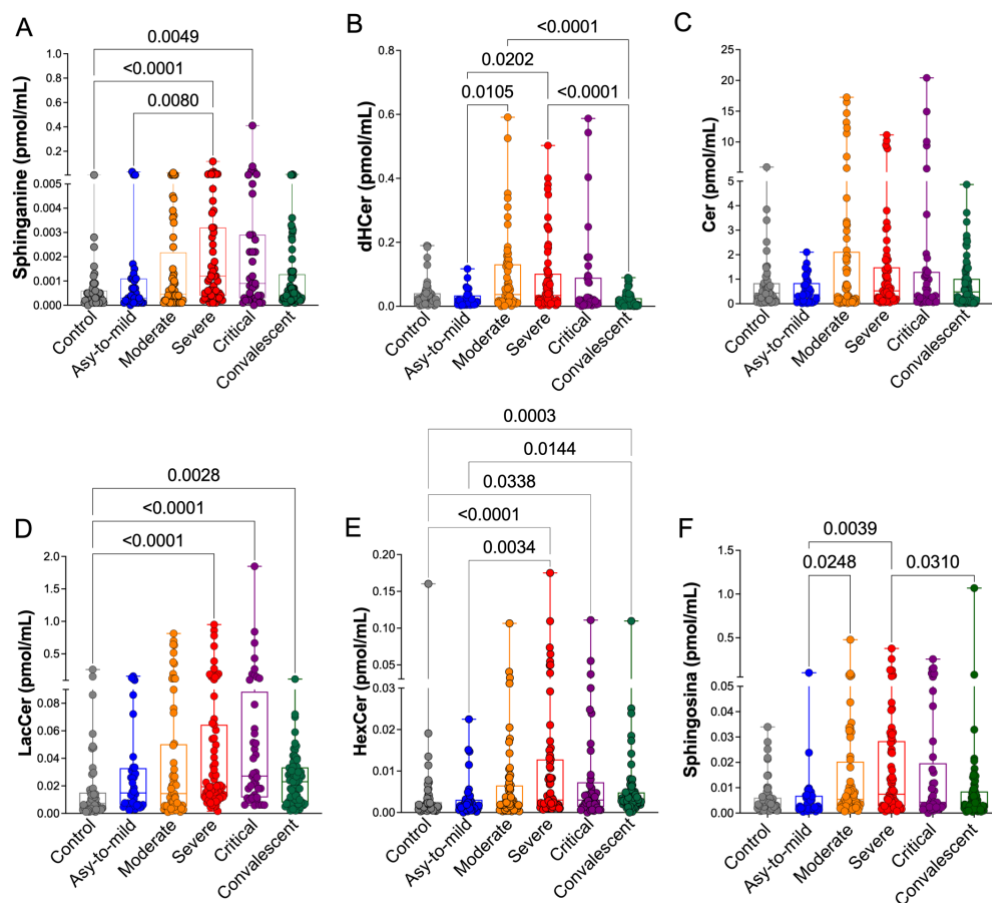 A
0.0049
<0.0001
0.0080
Sphinganine (pmol/mL)
1.0
0.8
0.6
0.4
0.2
0.005
0.004
0.003
0.002
0.001
0.000
Control
Asy-to-mild
Moderate
Severe
Critical
Convalescent
B
<0.0001
0.0202
0.0105
<0.0001
dHCer (pmol/mL)
0.8
0.6
0.4
0.2
0.0
Control
Asy-to-mild
Moderate
Severe
Critical
Convalescent
C
Cer (pmol/mL)
25
20
15
10
5
5
4
3
2
1
0
Control
Asy-to-mild
Moderate
Severe
Critical
Convalescent
D
0.0028
<0.0001
<0.0001
LacCer (pmol/mL)
2.0
1.5
1.0
0.5
0.08
0.06
0.04
0.02
0.00
Control
Asy-to-mild
Moderate
Severe
Critical
Convalescent
E
0.0003
0.0144
0.0338
<0.0001
0.0034
HexCer (pmol/mL)
0.20
0.15
0.10
0.05
0.03
0.02
0.01
0.000
Control
Asy-to-mild
Moderate
Severe
Critical
Convalescent
F
0.0039
0.0248
0.0310
Sphingosina (pmol/mL)
1.5
1.0
0.5
0.05
0.04
0.03
0.02
0.01
0.00
Control
Asy-to-mild
Moderate
Severe
Critical
Convalescent